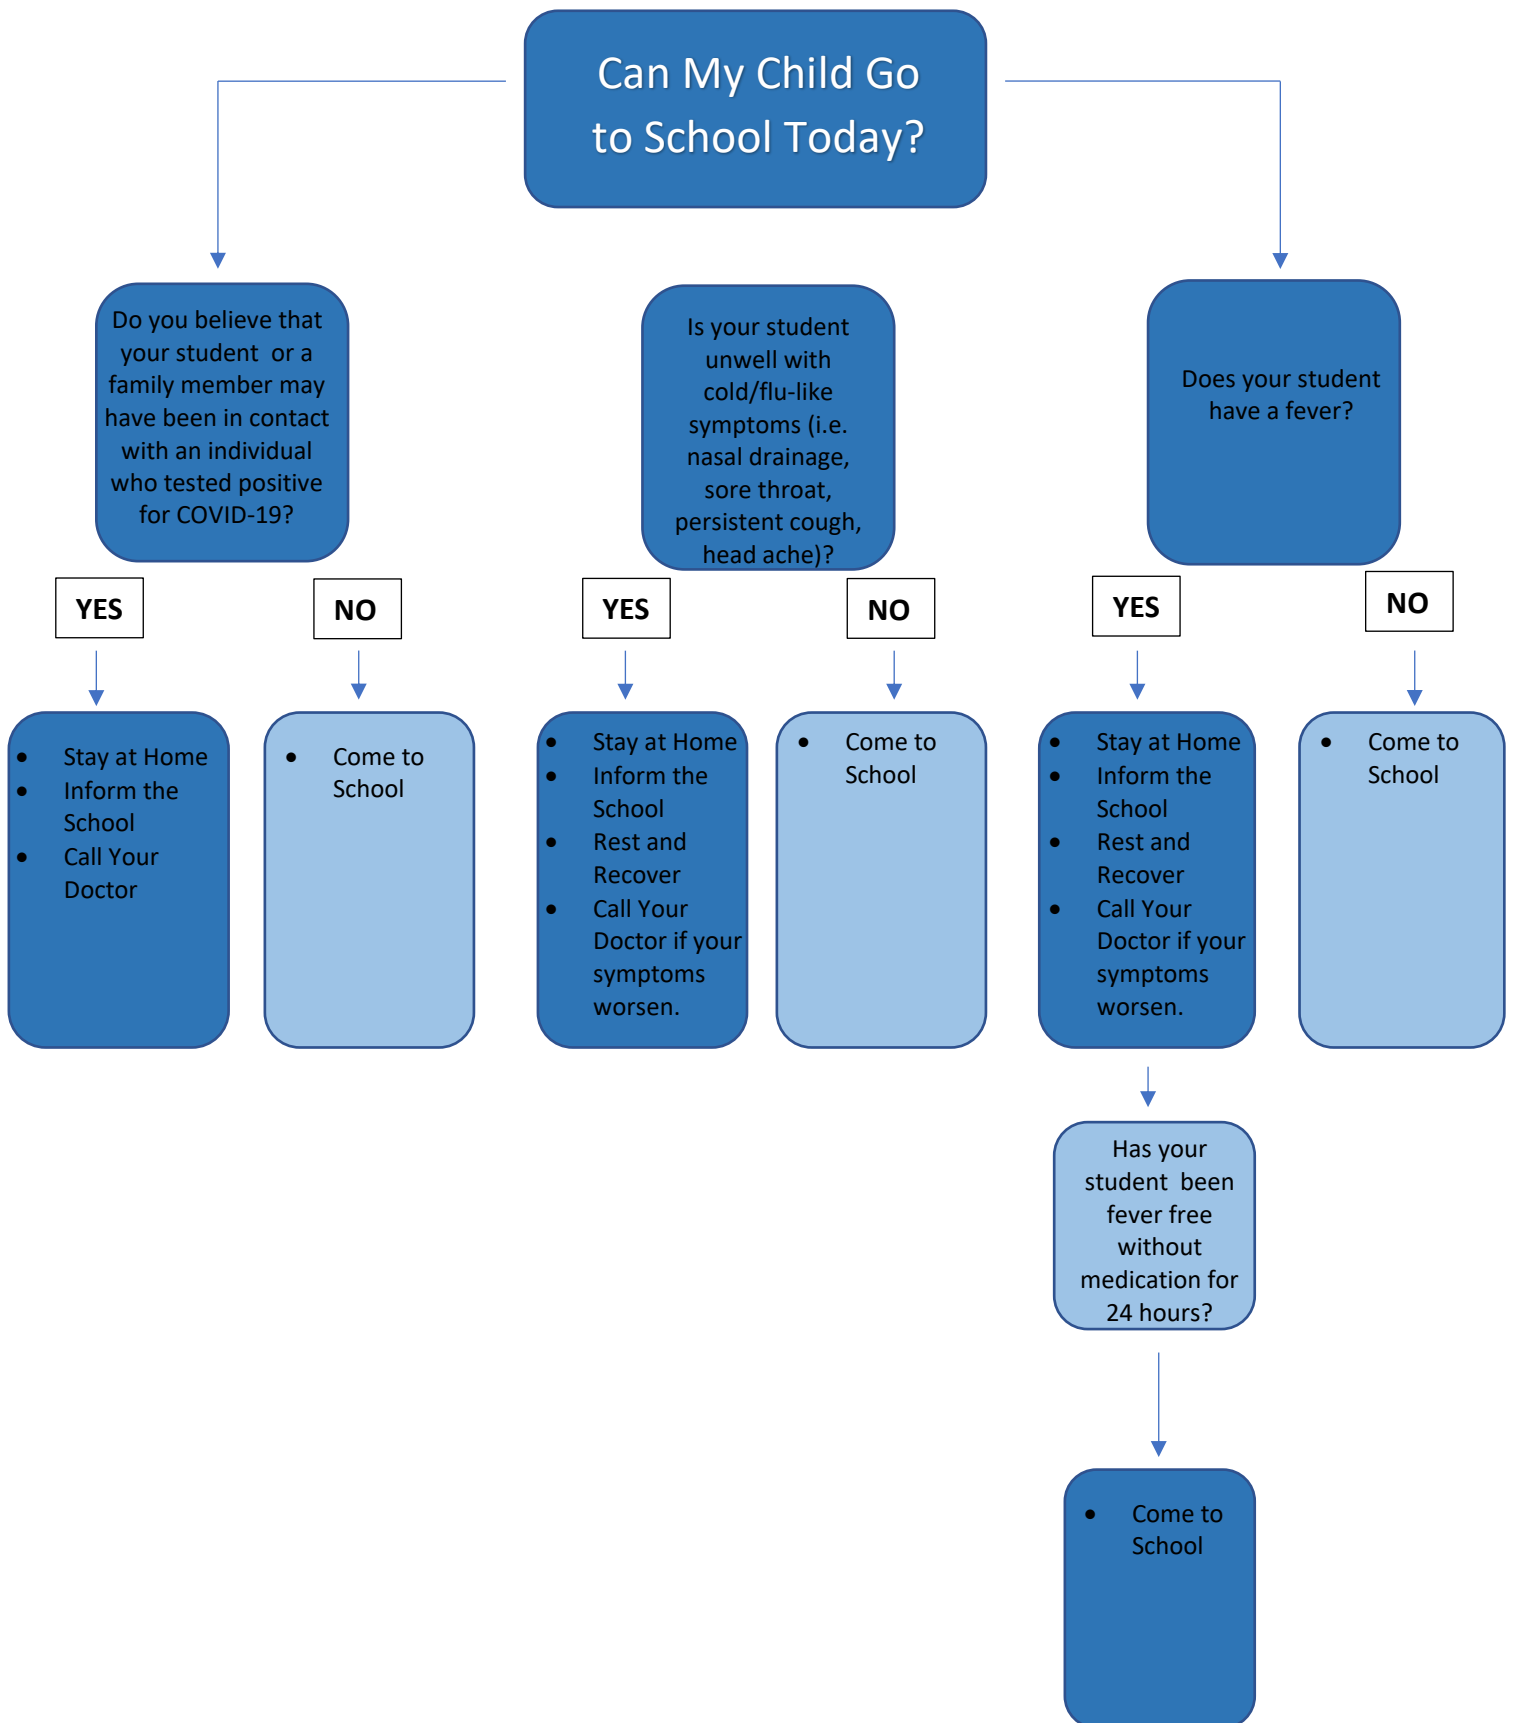 Can My Child Go
to School Today?
Do you believe that
your student  or a
family member may
have been in contact
with an individual
who tested positive
for COVID-19?
Is your student
unwell with
cold/flu-like
symptoms (i.e.
nasal drainage,
sore throat,
persistent cough,
head ache)?
Does your student
have a fever?
YES
NO
YES
NO
YES
NO
• Stay at Home
• Inform the
School
• Call Your
Doctor
• Come to
School
• Stay at Home
• Inform the
School
• Rest and
Recover
• Call Your
Doctor if your
symptoms
worsen.
• Come to
School
• Stay at Home
• Inform the
School
• Rest and
Recover
• Call Your
Doctor if your
symptoms
worsen.
• Come to
School
Has your
student  been
fever free
without
medication for
24 hours?
• Come to
School